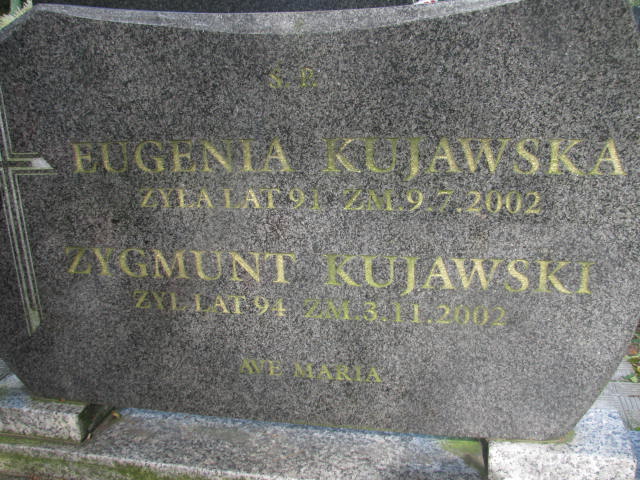 Ś. P.
EUGENIA KUJAWSKA
ŻYŁA LAT 91 ZM.9.7.2002
ZYGMUNT KUJAWSKI
ŻYŁ LAT 94 ZM.3.11.2002
AVE MARIA